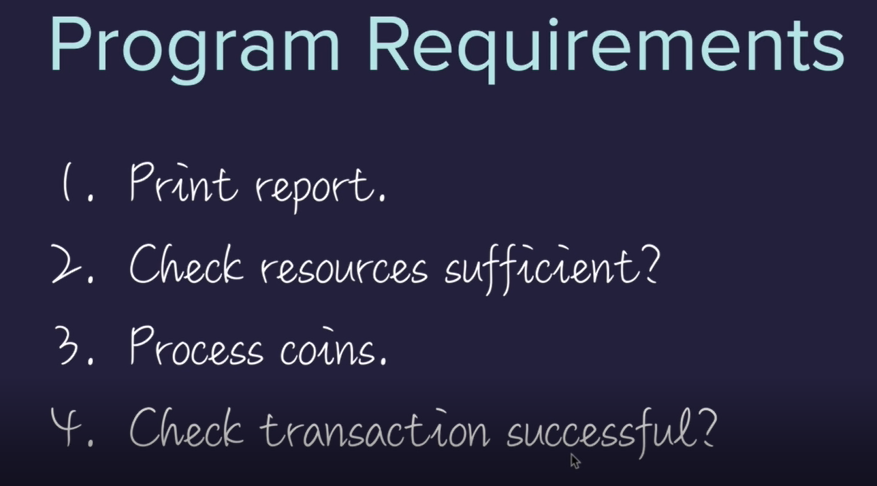 Program Requirements
1. Print report.
2. Check resources sufficient?
3. Process coins.
4. Check transaction successful?